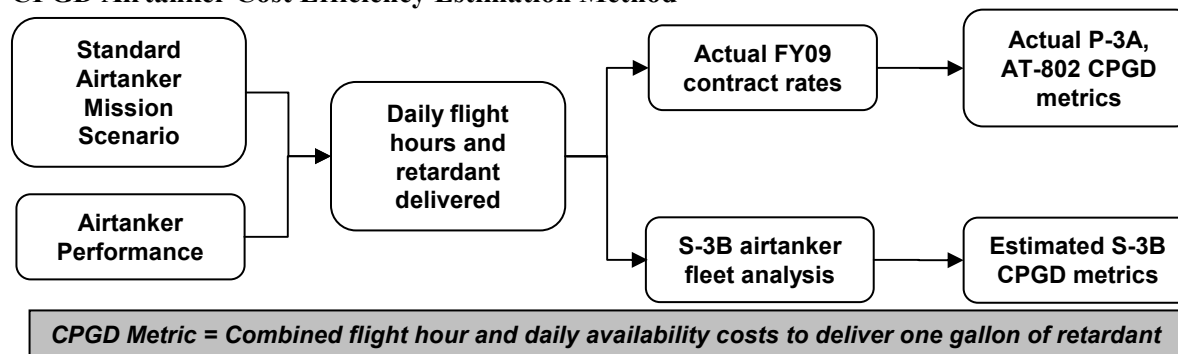 CPGD Airtanker Cost Efficiency Estimation Method
Standard
Airtanker
Mission
Scenario
Airtanker
Performance
Daily flight
hours and
retardant
delivered
Actual FY09
contract rates
Actual P-3A,
AT-802 CPGD
metrics
S-3B airtanker
fleet analysis
Estimated S-3B
CPGD metrics
CPGD Metric = Combined flight hour and daily availability costs to deliver one gallon of retardant